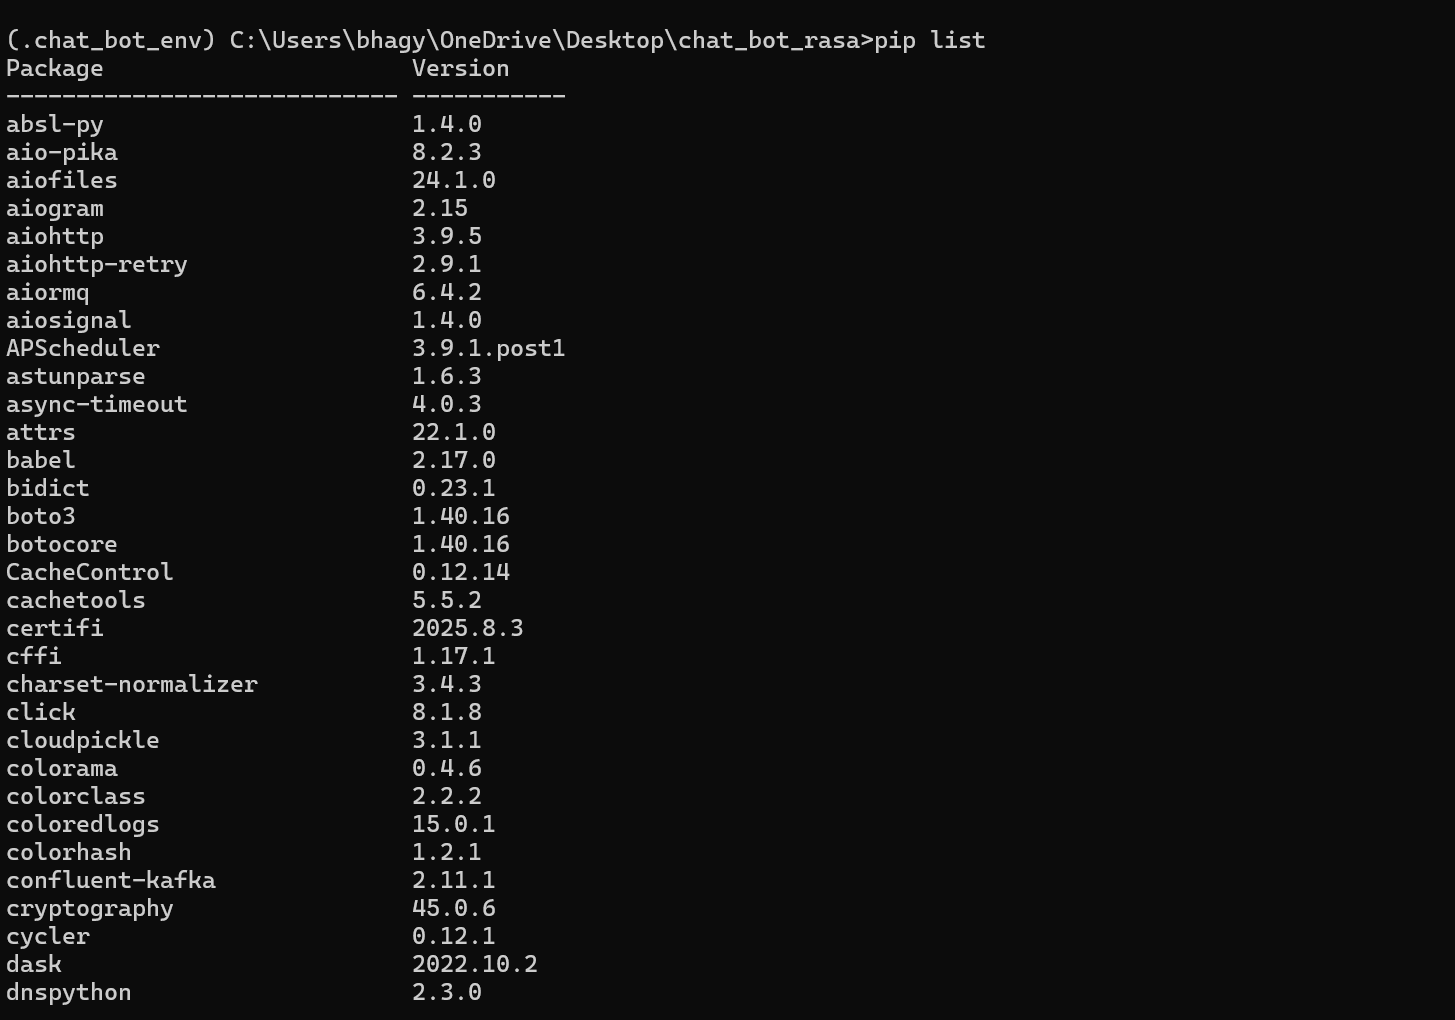 (.chat_bot_env) C:\Users\bhagy\OneDrive\Desktop\chat_bot_rasa>pip list
Package                      Version
---------------------------- -----------
absl-py                      1.4.0
aio-pika                     8.2.3
aiofiles                     24.1.0
aiogram                      2.15
aiohttp                      3.9.5
aiohttp-retry                2.9.1
aiormq                       6.4.2
aiosignal                    1.4.0
APScheduler                  3.9.1.post1
astunparse                   1.6.3
async-timeout                4.0.3
attrs                        22.1.0
babel                        2.17.0
bidict                       0.23.1
boto3                        1.40.16
botocore                     1.40.16
CacheControl                 0.12.14
cachetools                   5.5.2
certifi                      2025.8.3
cffi                         1.17.1
charset-normalizer           3.4.3
click                        8.1.8
cloudpickle                  3.1.1
colorama                     0.4.6
colorclass                   2.2.2
coloredlogs                  15.0.1
colorhash                    1.2.1
confluent-kafka              2.11.1
cryptography                 45.0.6
cycler                       0.12.1
dask                         2022.10.2
dnspython                    2.3.0